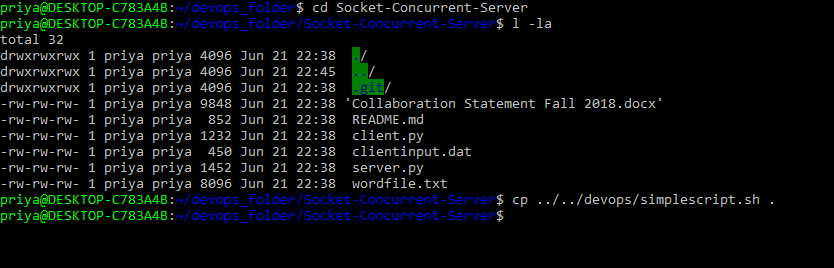 priya@DESKTOP-C783A4B:~/devops_folder$ cd Socket-Concurrent-Server
priya@DESKTOP-C783A4B:~/devops_folder/Socket-Concurrent-Server$ l -la
total 32
drwxrwxrwx 1 priya priya 4096 Jun 21 22:38  ./
drwxrwxrwx 1 priya priya 4096 Jun 21 22:45  ../
drwxrwxrwx 1 priya priya 4096 Jun 21 22:38  .git/
-rw-rw-rw- 1 priya priya 9848 Jun 21 22:38 'Collaboration Statement Fall 2018.docx'
-rw-rw-rw- 1 priya priya  852 Jun 21 22:38  README.md
-rw-rw-rw- 1 priya priya 1232 Jun 21 22:38  client.py
-rw-rw-rw- 1 priya priya  450 Jun 21 22:38  clientinput.dat
-rw-rw-rw- 1 priya priya 1452 Jun 21 22:38  server.py
-rw-rw-rw- 1 priya priya 8096 Jun 21 22:38  wordfile.txt
priya@DESKTOP-C783A4B:~/devops_folder/Socket-Concurrent-Server$ cp ../../devops/simplescript.sh .
priya@DESKTOP-C783A4B:~/devops_folder/Socket-Concurrent-Server$